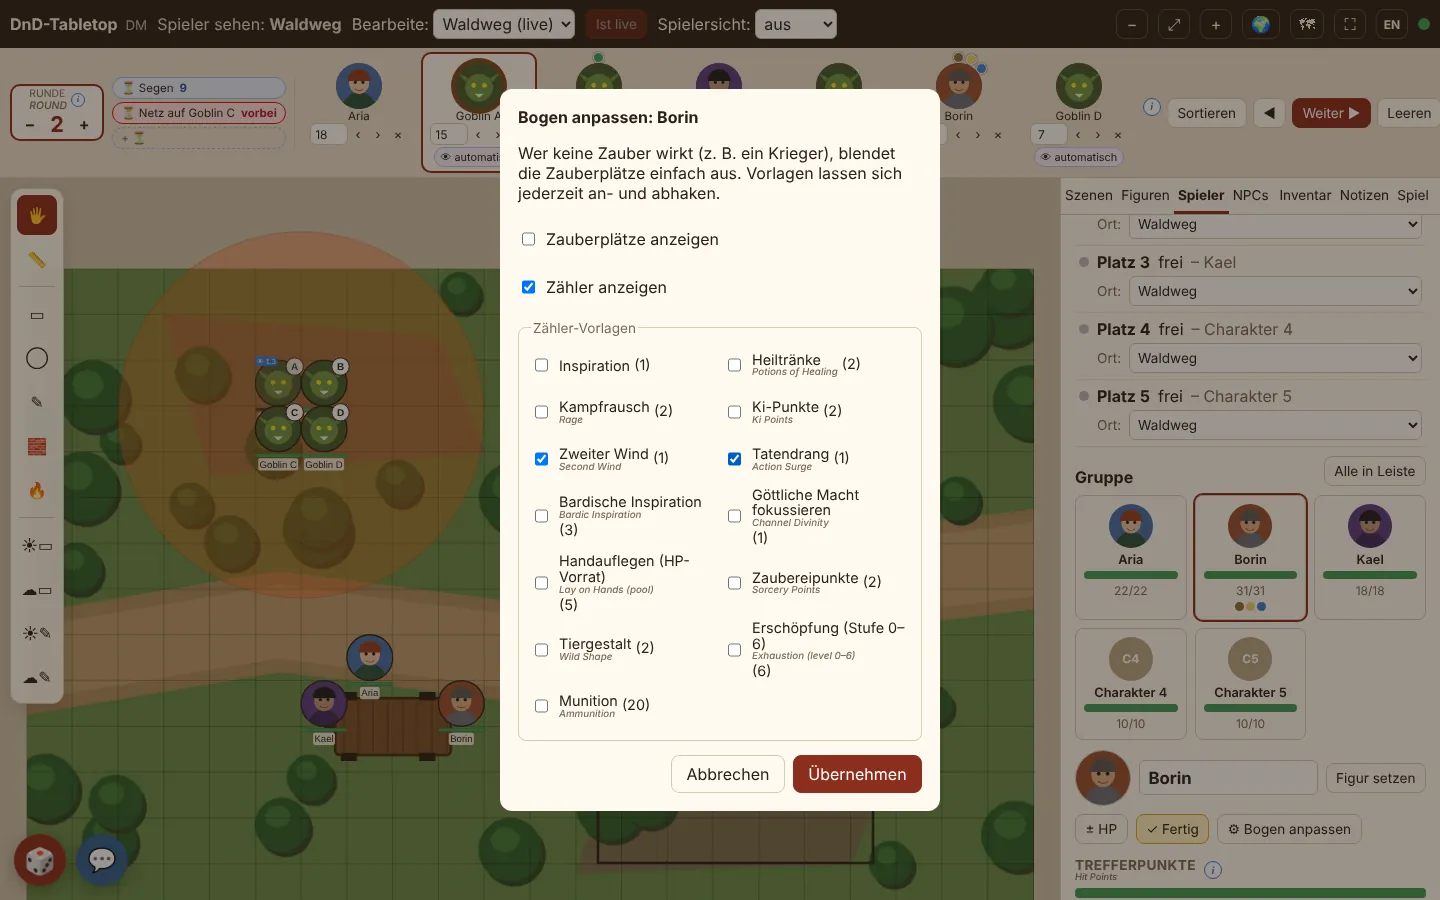 DnD-Tabletop DM Spieler sehen: Waldweg Bearbeite: Waldweg (live) Ist live Spielersicht: aus EN
RUNDE
ROUND
− 2 +
Segen 9
Netz auf Goblin C vorbei
+
Aria
18
Goblin A
15
automatis
Borin
Goblin D
7
automatisch
Sortieren
Weiter
Leeren
Szenen Figuren Spieler NPCs Inventar Notizen Spiel
Ort: Waldweg
Platz 3 frei – Kael
Ort: Waldweg
Platz 4 frei – Charakter 4
Ort: Waldweg
Platz 5 frei – Charakter 5
Ort: Waldweg
Gruppe
Alle in Leiste
Aria
22/22
Borin
31/31
Kael
18/18
C4
Charakter 4
10/10
C5
Charakter 5
10/10
Borin
Figur setzen
± HP
✓ Fertig
Bogen anpassen
TREFFERPUNKTE
Hit Points
A
B
C
D
Goblin C
Goblin D
Aria
Kael
Borin
Bogen anpassen: Borin
Wer keine Zauber wirkt (z. B. ein Krieger), blendet
die Zauberplätze einfach aus. Vorlagen lassen sich
jederzeit an- und abhaken.
Zauberplätze anzeigen
Zähler anzeigen
Zähler-Vorlagen
Inspiration (1)
Heiltränke (2)
Potions of Healing
Kampfrausch (2)
Rage
Ki-Punkte (2)
Ki Points
Zweiter Wind (1)
Second Wind
Tatendrang (1)
Action Surge
Bardische Inspiration
Bardic Inspiration
(3)
Göttliche Macht
fokussieren
Channel Divinity
(1)
Handauflegen (HP-
Vorrat)
Lay on Hands (pool)
(5)
Zaubereipunkte (2)
Sorcery Points
Tiergestalt (2)
Wild Shape
Erschöpfung (Stufe 0–
6)
Exhaustion (level 0–6)
(6)
Munition (20)
Ammunition
Abbrechen
Übernehmen